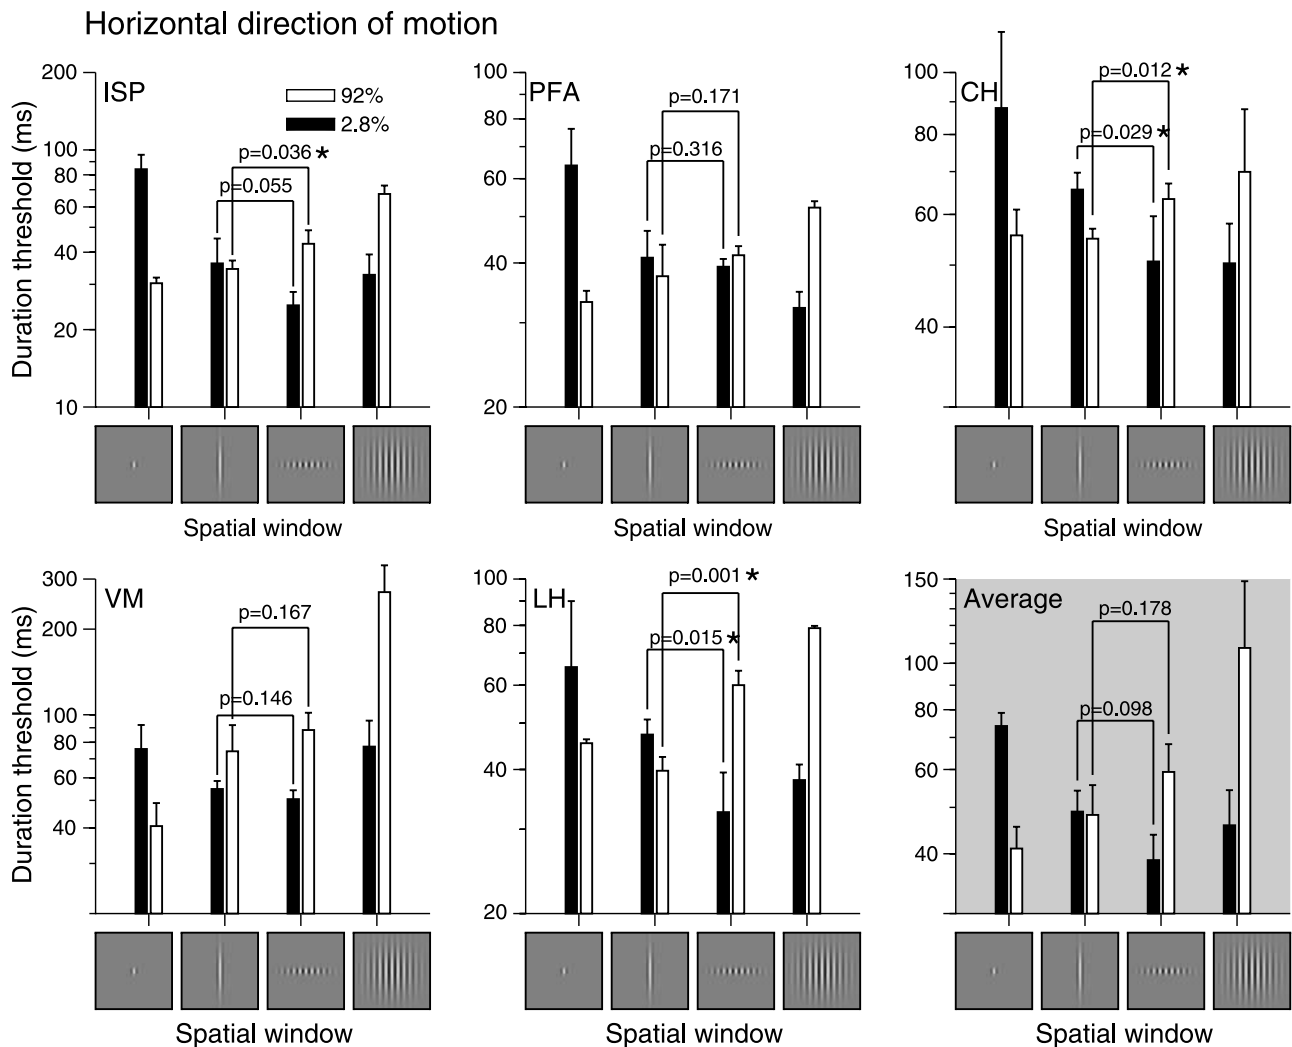 Horizontal direction of motion
ISP
92%
2.8%
p=0.036 *
p=0.055
Duration threshold (ms)
200
100
80
60
40
20
10
Spatial window
PFA
p=0.171
p=0.316
100
80
60
40
20
Spatial window
CH
p=0.012 *
p=0.029 *
100
80
60
40
Spatial window
VM
p=0.167
p=0.146
Duration threshold (ms)
300
200
100
80
60
40
Spatial window
LH
p=0.001 *
p=0.015 *
100
80
60
40
20
Spatial window
Average
p=0.178
p=0.098
150
100
80
60
40
Spatial window